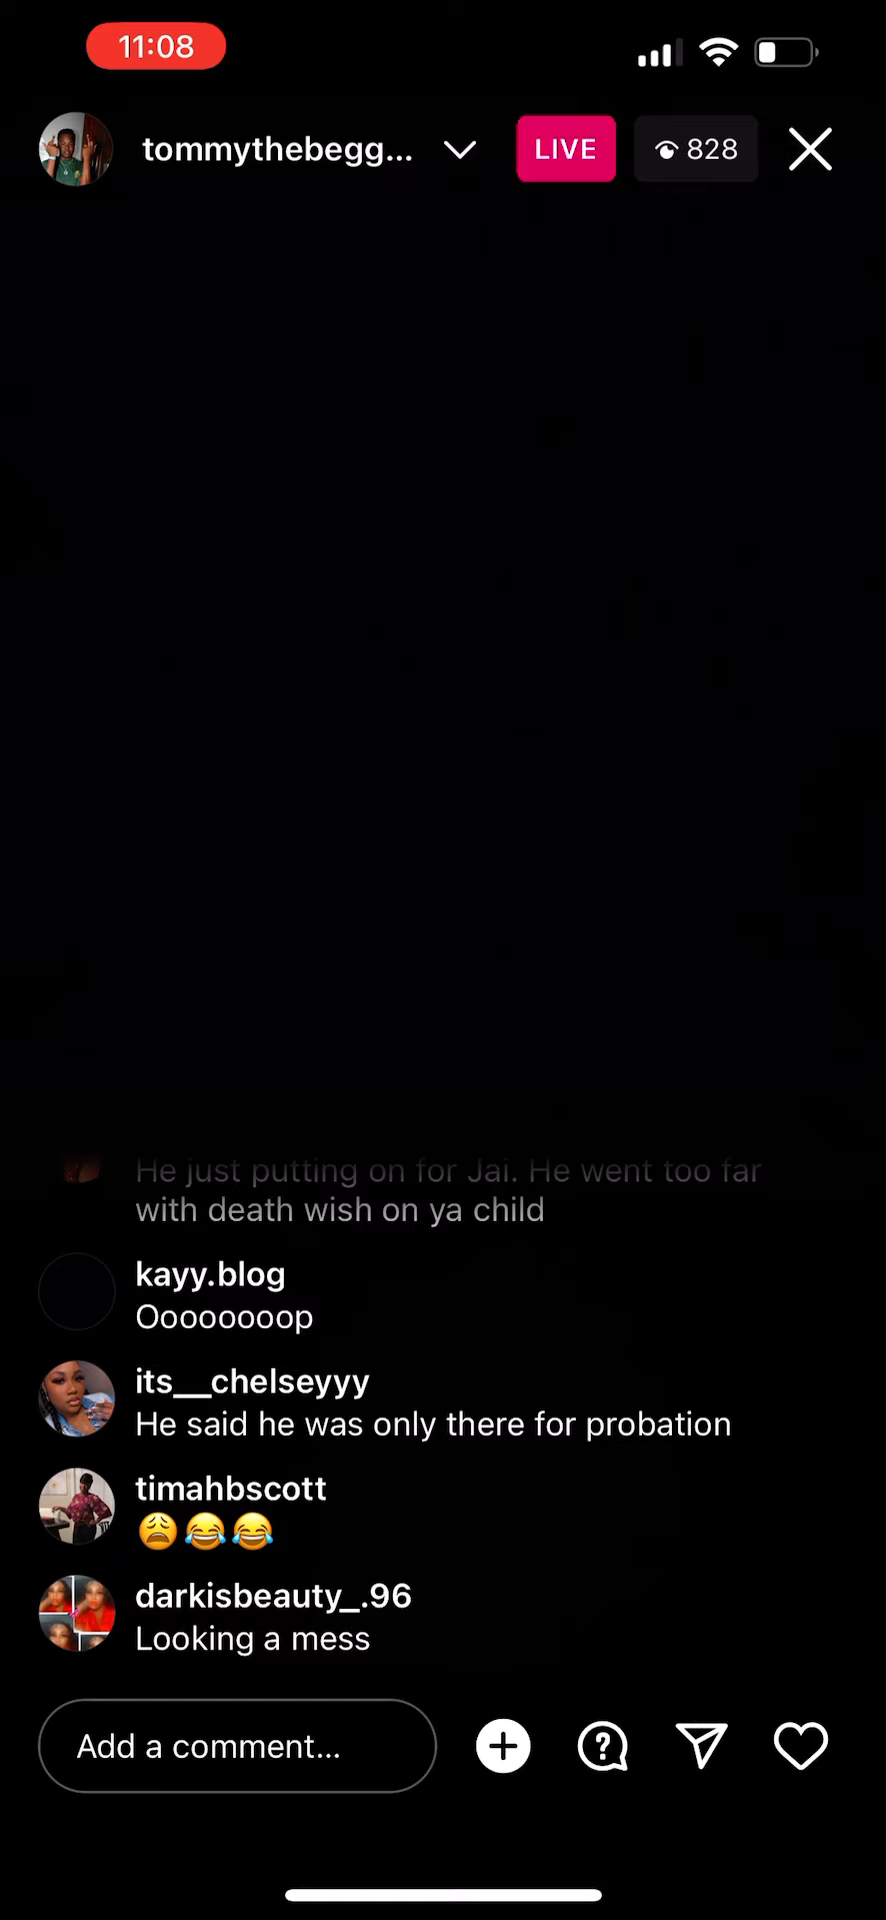 11:08
tommythebegg...
LIVE
828
He just putting on for Jai. He went too far
with death wish on ya child
kayy.blog
Oooooooop
its__chelseyyy
He said he was only there for probation
timahbscott
😩😂😂
darkisbeauty_.96
Looking a mess
Add a comment...